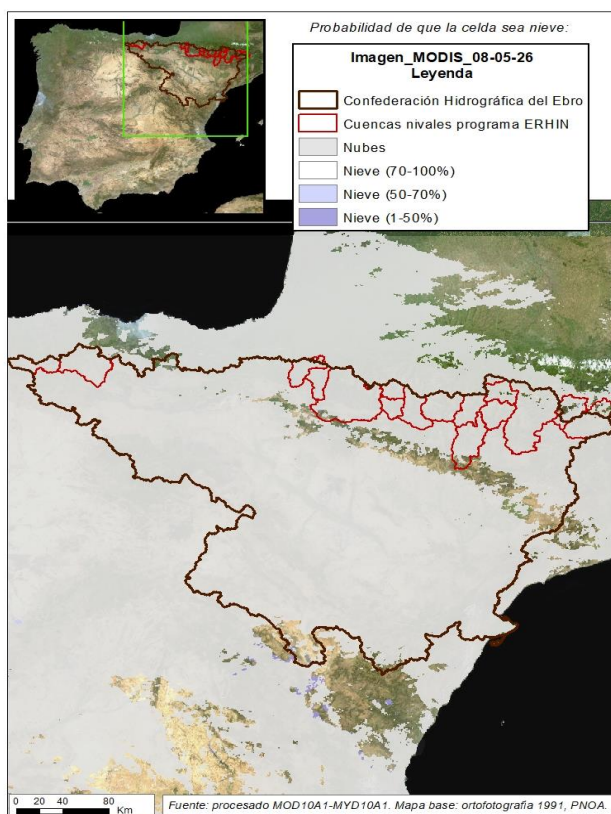 Probabilidad de que la celda sea nieve:
Imagen_MODIS_08-05-26
Leyenda
Confederación Hidrográfica del Ebro
Cuencas nivales programa ERHIN
Nubes
Nieve (70-100%)
Nieve (50-70%)
Nieve (1-50%)
0 20 40 80
Km
Fuente: procesado MOD10A1-MYD10A1. Mapa base: ortofotografía 1991, PNOA.